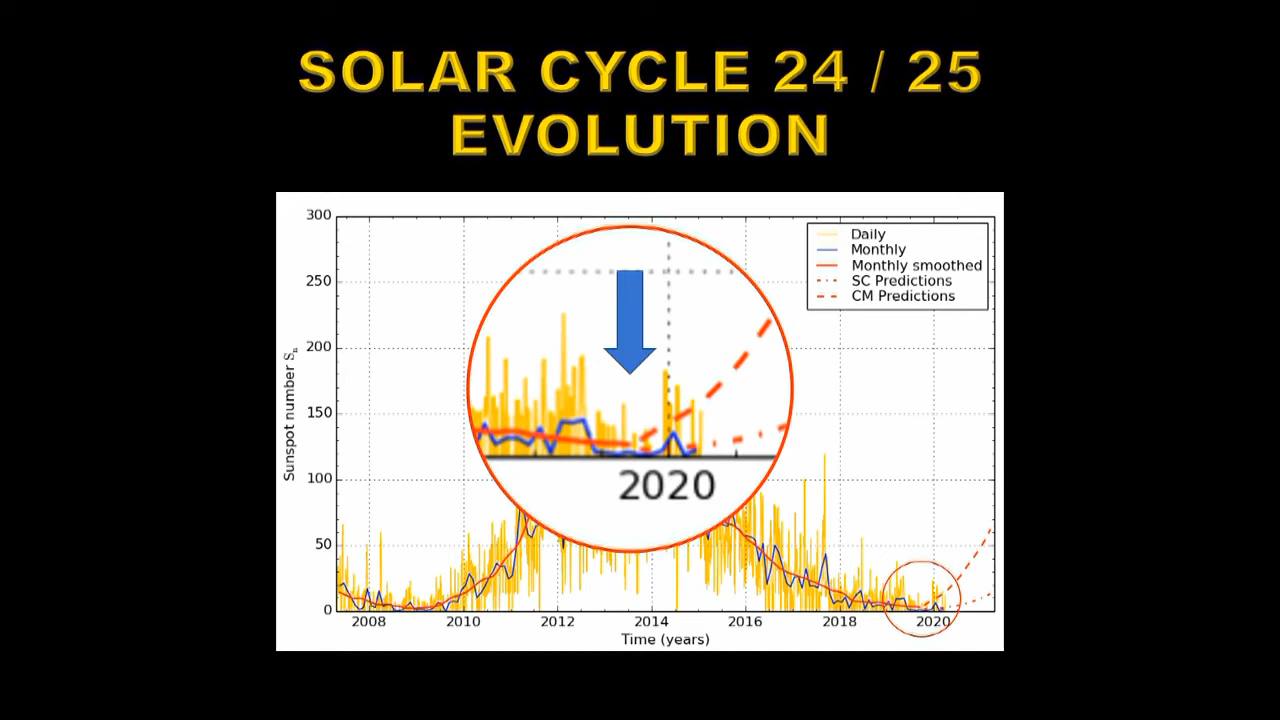 SOLAR CYCLE 24 / 25
EVOLUTION
300
250
200
150
100
50
0
Sunspot number Sn
Daily
Monthly
Monthly smoothed
SC Predictions
CM Predictions
2020
2008 2010 2012 2014 2016 2018 2020
Time (years)